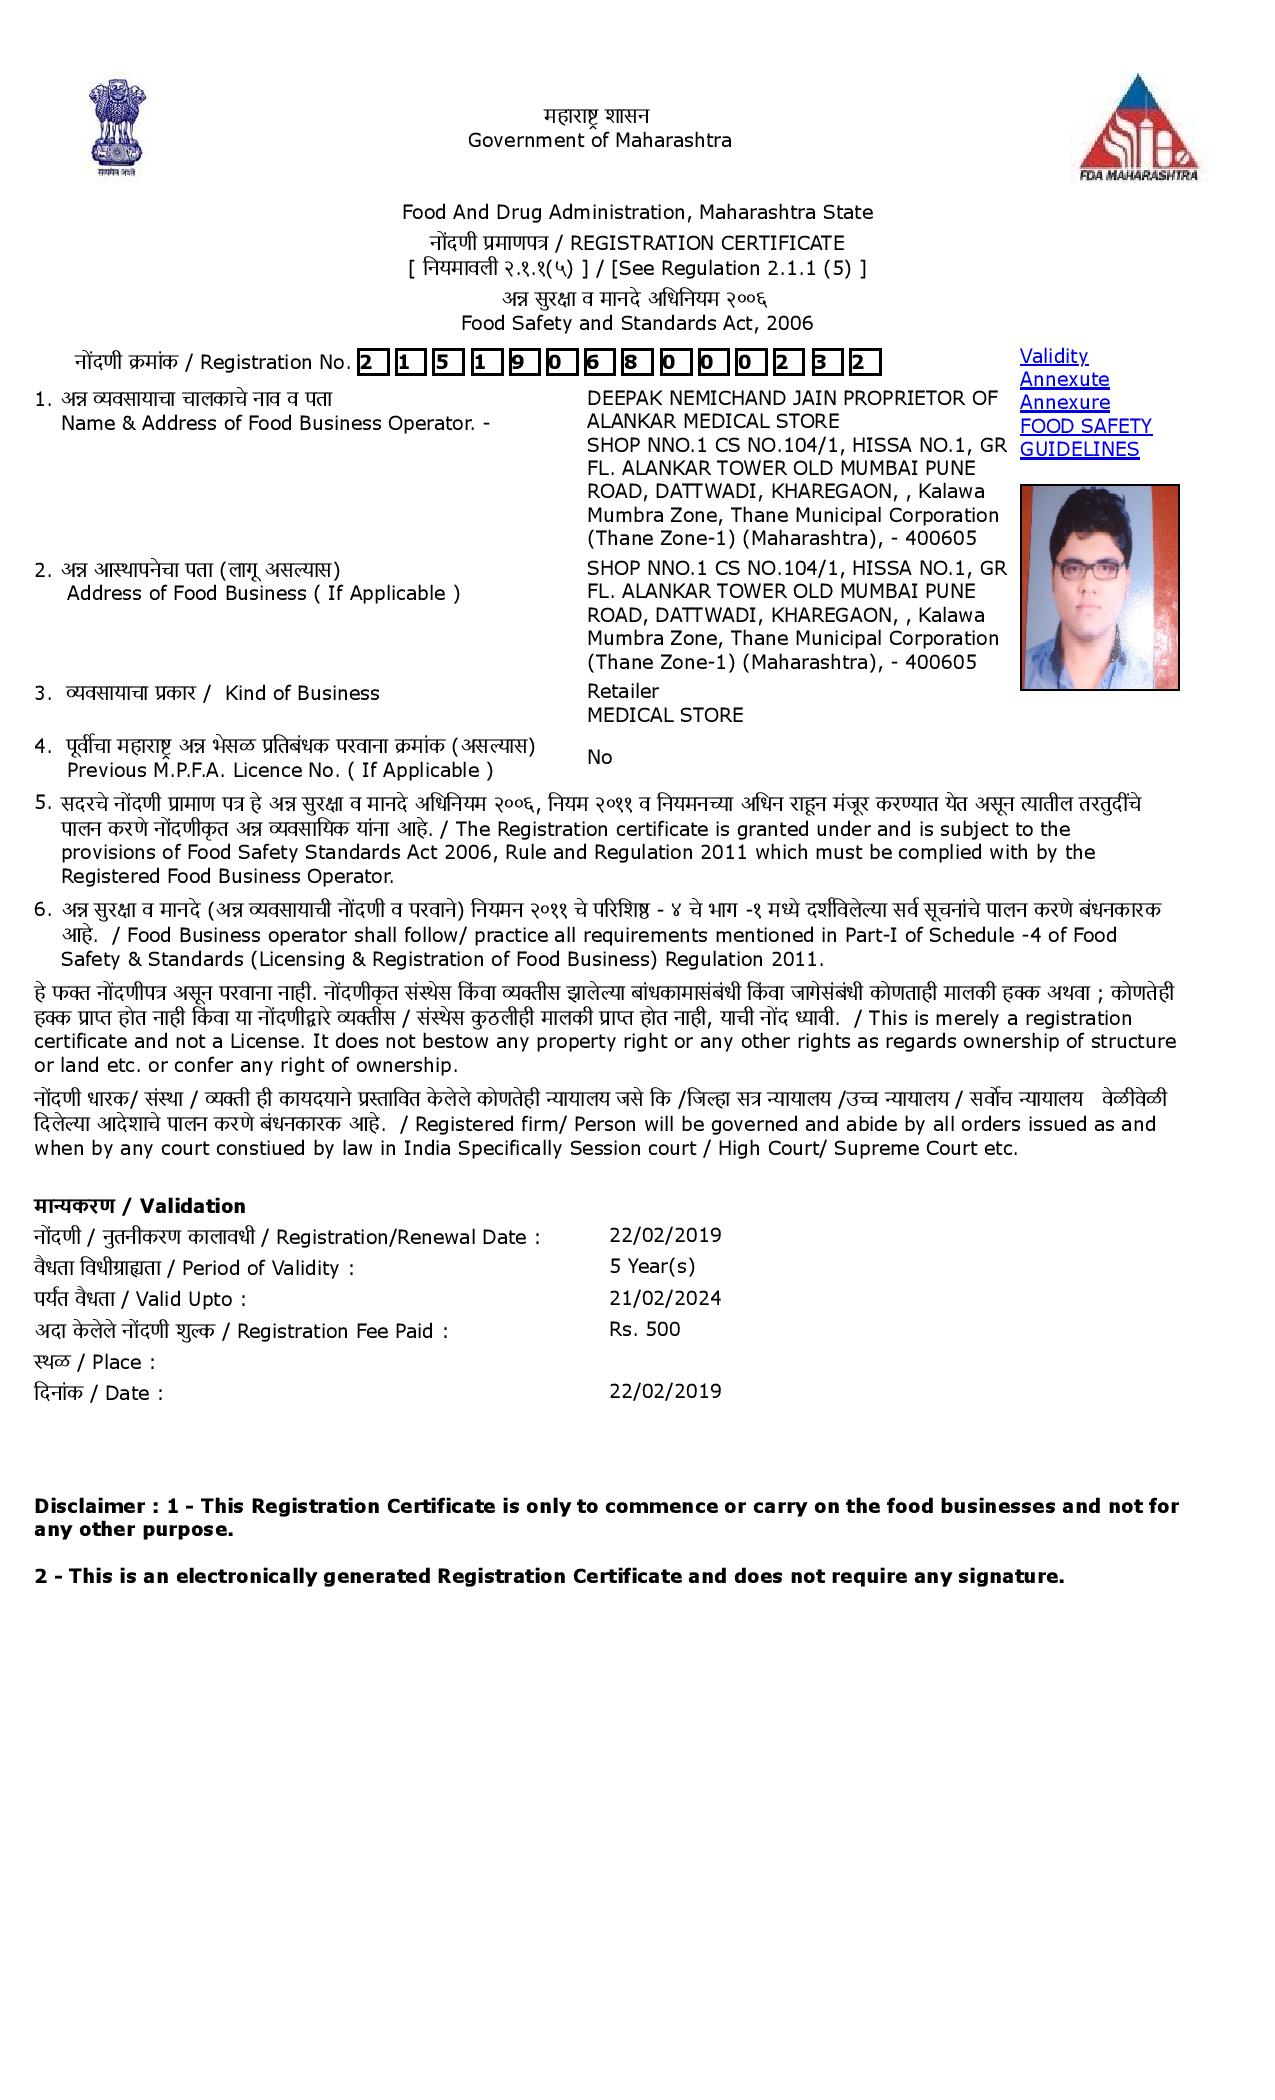 महाराष्ट्र शासन
Government of Maharashtra
सत्यमेव जयते
FDA MAHARASHTRA
Food And Drug Administration, Maharashtra State
नोंदणी प्रमाणपत्र / REGISTRATION CERTIFICATE
[ नियमावली २.१.१(५) ] / [See Regulation 2.1.1 (5) ]
अन्न सुरक्षा व मानदे अधिनियम २००६
Food Safety and Standards Act, 2006
नोंदणी क्रमांक / Registration No. 2 1 5 1 9 0 6 8 0 0 0 2 3 2
Validity
Annexute
Annexure
FOOD SAFETY
GUIDELINES
1. अन्न व्यवसायाचा चालकाचे नाव व पता
Name & Address of Food Business Operator. -
DEEPAK NEMICHAND JAIN PROPRIETOR OF
ALANKAR MEDICAL STORE
SHOP NNO.1 CS NO.104/1, HISSA NO.1, GR
FL. ALANKAR TOWER OLD MUMBAI PUNE
ROAD, DATTWADI, KHAREGAON, , Kalawa
Mumbra Zone, Thane Municipal Corporation
(Thane Zone-1) (Maharashtra), - 400605
2. अन्न आस्थापनेचा पता (लागू असल्यास)
Address of Food Business ( If Applicable )
SHOP NNO.1 CS NO.104/1, HISSA NO.1, GR
FL. ALANKAR TOWER OLD MUMBAI PUNE
ROAD, DATTWADI, KHAREGAON, , Kalawa
Mumbra Zone, Thane Municipal Corporation
(Thane Zone-1) (Maharashtra), - 400605
3. व्यवसायाचा प्रकार / Kind of Business
Retailer
MEDICAL STORE
4. पूर्वीचा महाराष्ट्र अन्न भेसळ प्रतिबंधक परवाना क्रमांक (असल्यास)
Previous M.P.F.A. Licence No. ( If Applicable )
No
5. सदरचे नोंदणी प्रामाण पत्र हे अन्न सुरक्षा व मानदे अधिनियम २००६, नियम २०११ व नियमनच्या अधिन राहून मंजूर करण्यात येत असून त्यातील तरतुदींचे
पालन करणे नोंदणीकृत अन्न व्यवसायिक यांना आहे. / The Registration certificate is granted under and is subject to the
provisions of Food Safety Standards Act 2006, Rule and Regulation 2011 which must be complied with by the
Registered Food Business Operator.
6. अन्न सुरक्षा व मानदे (अन्न व्यवसायाची नोंदणी व परवाने) नियमन २०११ चे परिशिष्ठ - ४ चे भाग -१ मध्ये दर्शविलेल्या सर्व सूचनांचे पालन करणे बंधनकारक
आहे. / Food Business operator shall follow/ practice all requirements mentioned in Part-I of Schedule -4 of Food
Safety & Standards (Licensing & Registration of Food Business) Regulation 2011.
हे फक्त नोंदणीपत्र असून परवाना नाही. नोंदणीकृत संस्थेस किंवा व्यक्तीस झालेल्या बांधकामासंबंधी किंवा जागेसंबंधी कोणताही मालकी हक्क अथवा ; कोणतेही
हक्क प्राप्त होत नाही किंवा या नोंदणीद्वारे व्यक्तीस / संस्थेस कुठलीही मालकी प्राप्त होत नाही, याची नोंद ध्यावी. / This is merely a registration
certificate and not a License. It does not bestow any property right or any other rights as regards ownership of structure
or land etc. or confer any right of ownership.
नोंदणी धारक/ संस्था / व्यक्ती ही कायदयाने प्रस्तावित केलेले कोणतेही न्यायालय जसे कि /जिल्हा सत्र न्यायालय /उच्च न्यायालय / सर्वोच न्यायालय वेळीवेळी
दिलेल्या आदेशाचे पालन करणे बंधनकारक आहे. / Registered firm/ Person will be governed and abide by all orders issued as and
when by any court constiued by law in India Specifically Session court / High Court/ Supreme Court etc.
मान्यकरण / Validation
नोंदणी / नुतनीकरण कालावधी / Registration/Renewal Date : 22/02/2019
वैधता विधीग्राह्यता / Period of Validity : 5 Year(s)
पर्यंत वैधता / Valid Upto : 21/02/2024
अदा केलेले नोंदणी शुल्क / Registration Fee Paid : Rs. 500
स्थळ / Place :
दिनांक / Date : 22/02/2019
Disclaimer : 1 - This Registration Certificate is only to commence or carry on the food businesses and not for
any other purpose.
2 - This is an electronically generated Registration Certificate and does not require any signature.